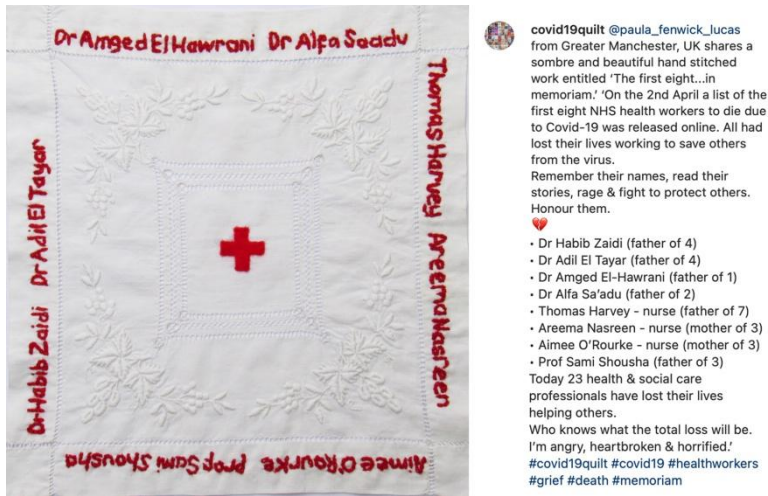 Dr Amged El Hawrani Dr Alfa Saadu
Thomas Harvey Areema Nasreen
Aimee O'Rourke prof Sami Shousha
Dr Habib Zaidi Dr Adil El Tayar
covid19quilt @paula_fenwick_lucas
from Greater Manchester, UK shares a
sombre and beautiful hand stitched
work entitled ‘The first eight...in
memoriam.’ ‘On the 2nd April a list of the
first eight NHS health workers to die due
to Covid-19 was released online. All had
lost their lives working to save others
from the virus.
Remember their names, read their
stories, rage & fight to protect others.
Honour them.
💔
• Dr Habib Zaidi (father of 4)
• Dr Adil El Tayar (father of 4)
• Dr Amged El-Hawrani (father of 1)
• Dr Alfa Sa’adu (father of 2)
• Thomas Harvey - nurse (father of 7)
• Areema Nasreen - nurse (mother of 3)
• Aimee O’Rourke - nurse (mother of 3)
• Prof Sami Shousha (father of 3)
Today 23 health & social care
professionals have lost their lives
helping others.
Who knows what the total loss will be.
I’m angry, heartbroken & horrified.’
#covid19quilt #covid19 #healthworkers
#grief #death #memoriam